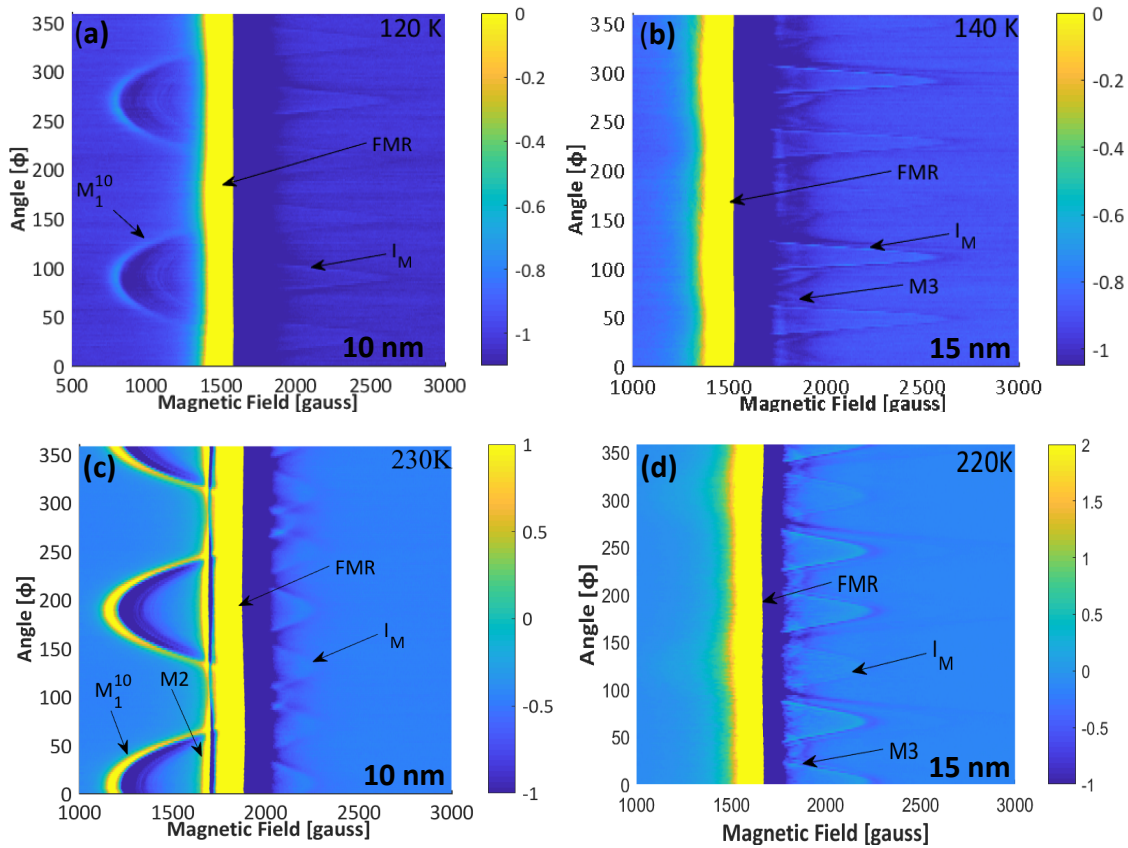 (a)
120 K
FMR
M₁¹⁰
I_M
10 nm
Angle [ϕ]
350
300
250
200
150
100
50
0
500 1000 1500 2000 2500 3000
Magnetic Field [gauss]
0
-0.2
-0.4
-0.6
-0.8
-1
(b)
140 K
FMR
I_M
M3
15 nm
Angle [ϕ]
350
300
250
200
150
100
50
0
1000 1500 2000 2500 3000
Magnetic Field [gauss]
0
-0.2
-0.4
-0.6
-0.8
-1
(c)
230K
FMR
I_M
M2
M₁¹⁰
10 nm
Angle [ϕ]
350
300
250
200
150
100
50
0
1000 1500 2000 2500 3000
Magnetic Field [gauss]
1
0.5
0
-0.5
-1
(d)
220K
FMR
I_M
M3
15 nm
Angle [ϕ]
350
300
250
200
150
100
50
0
1000 1500 2000 2500 3000
Magnetic Field [gauss]
2
1.5
1
0.5
0
-0.5
-1